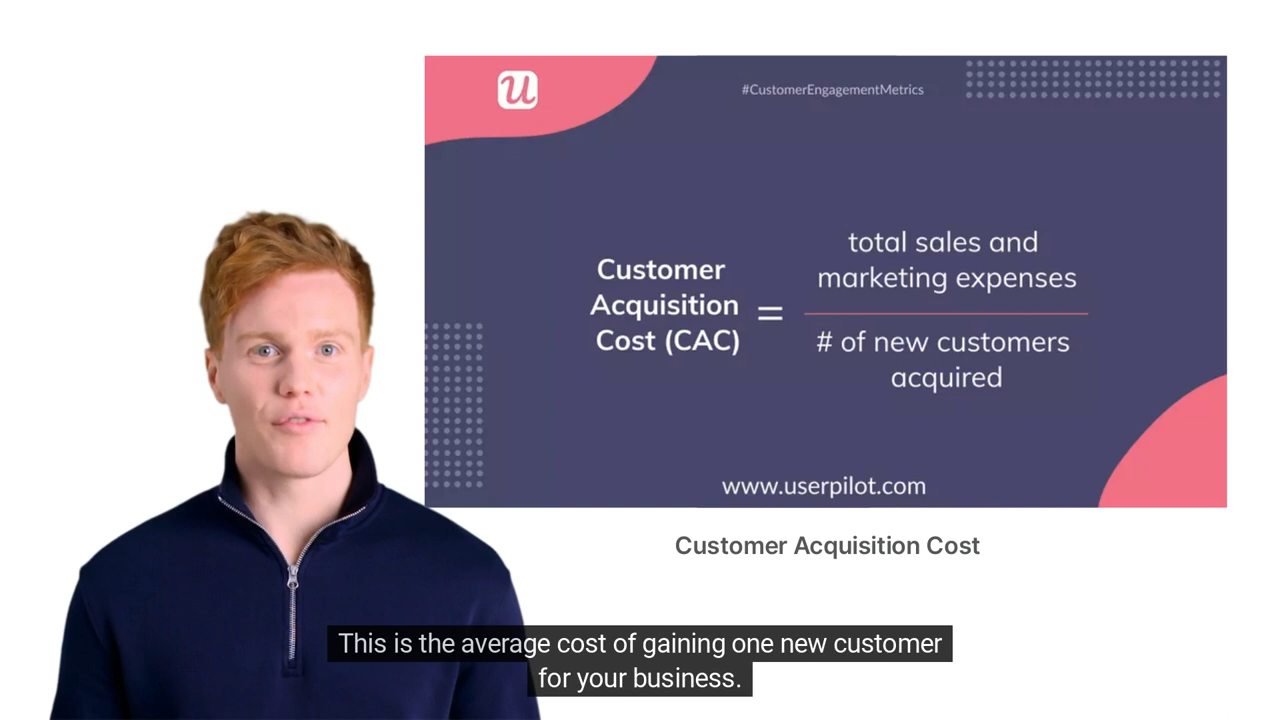 u
#CustomerEngagementMetrics
Customer
Acquisition
Cost (CAC)
=
total sales and
marketing expenses
# of new customers
acquired
www.userpilot.com
Customer Acquisition Cost
This is the average cost of gaining one new customer
for your business.